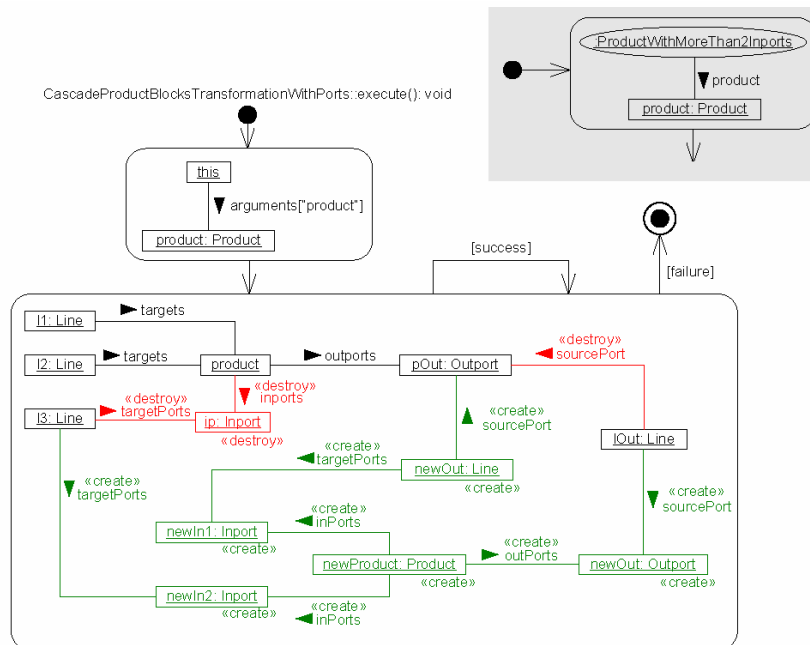 :ProductWithMoreThan2Inports
product
product: Product
CascadeProductBlocksTransformationWithPorts::execute(): void
this
arguments["product"]
product: Product
[success]
[failure]
l1: Line
targets
l2: Line
targets
product
outports
pOut: Outport
«destroy»
sourcePort
l3: Line
«destroy»
targetPorts
«destroy»
inports
ip: Inport
«destroy»
lOut: Line
«create»
sourcePort
«create»
targetPorts
newOut: Line
«create»
«create»
targetPorts
«create»
sourcePort
newIn1: Inport
«create»
«create»
inPorts
newProduct: Product
«create»
«create»
outPorts
newOut: Outport
«create»
newIn2: Inport
«create»
«create»
inPorts